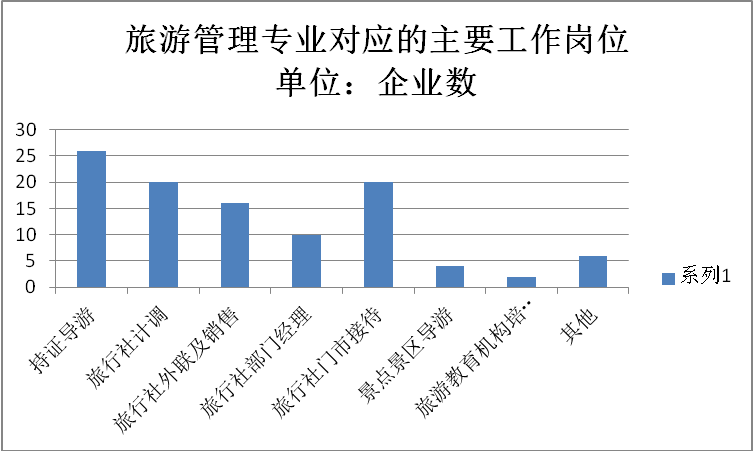 旅游管理专业对应的主要工作岗位
单位：企业数
30
25
20
15
10
5
0
持证导游
旅行社计调
旅行社外联及销售
旅行社部门经理
旅行社门市接待
景点景区导游
旅游教育机构培…
其他
系列1